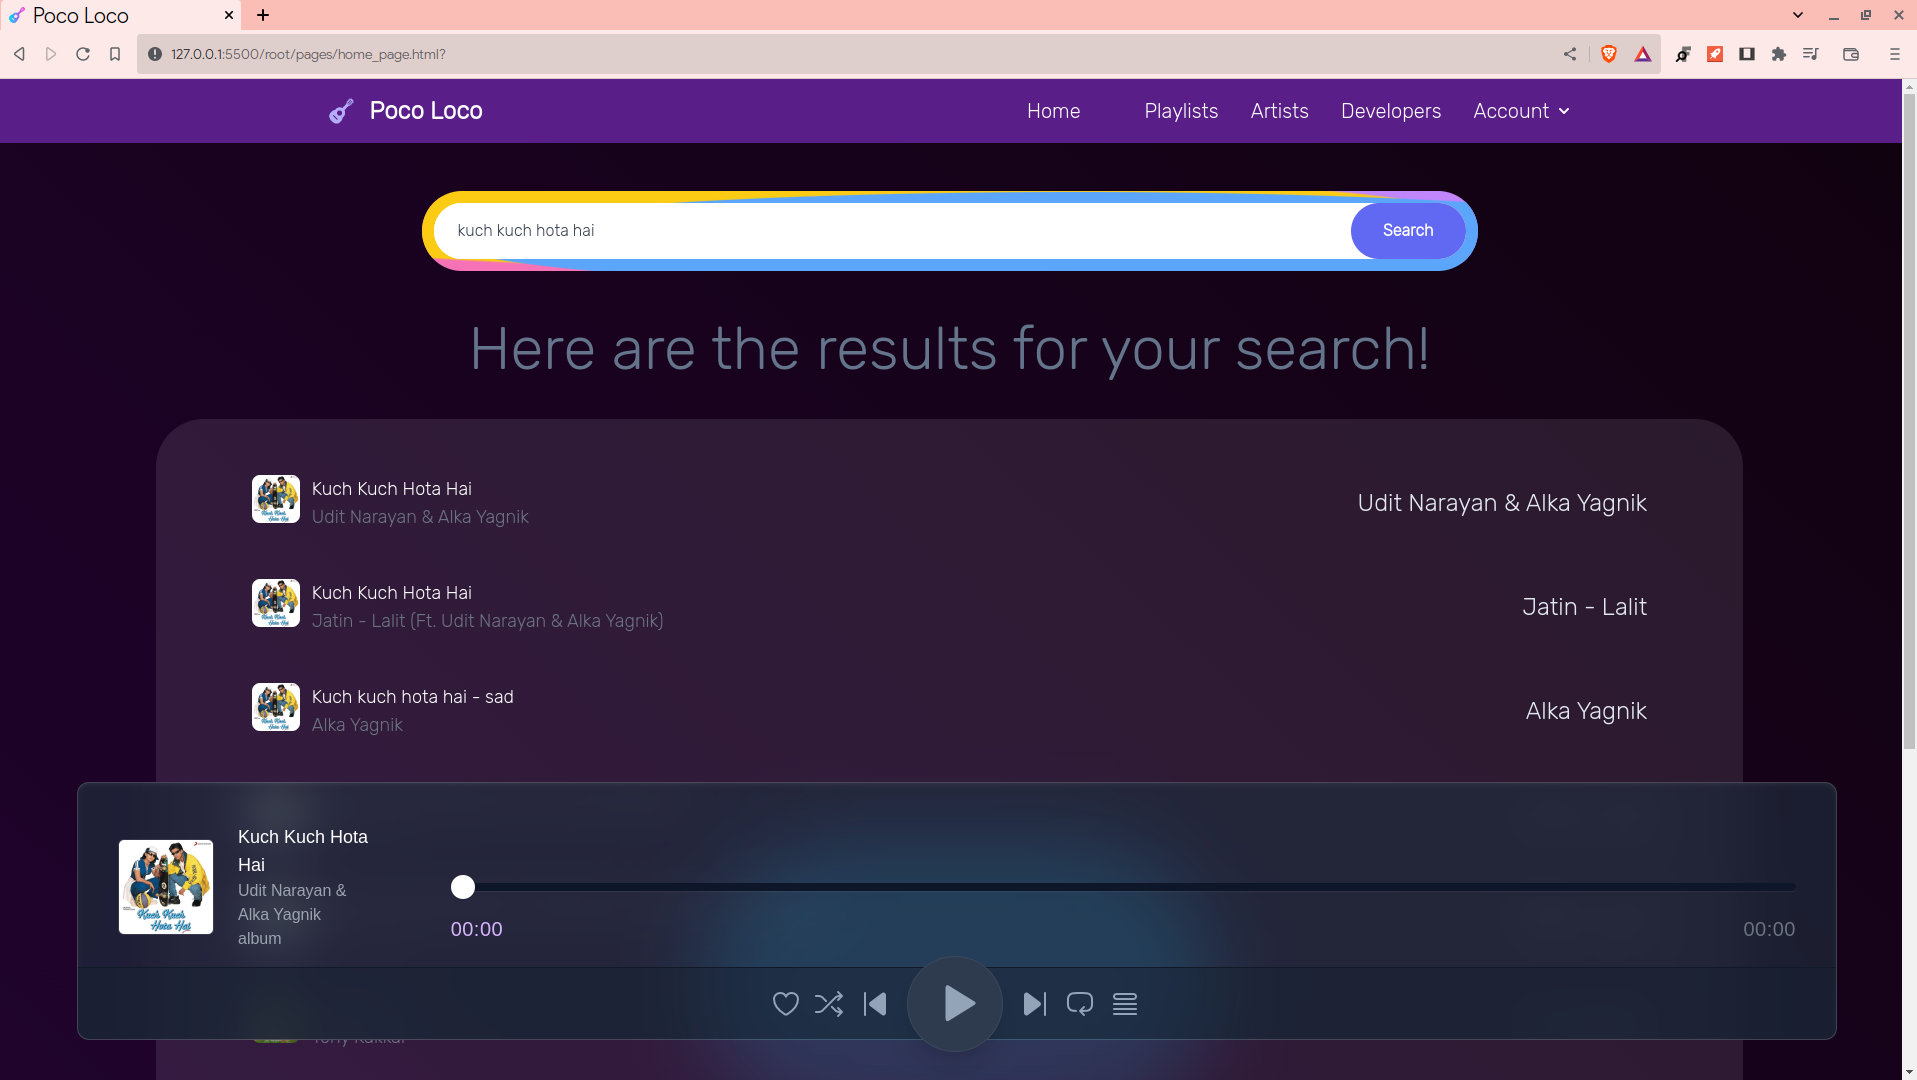 Poco Loco
127.0.0.1:5500/root/pages/home_page.html?
Poco Loco
Home Playlists Artists Developers Account
kuch kuch hota hai Search
Here are the results for your search!
Kuch Kuch Hota Hai
Udit Narayan & Alka Yagnik
Udit Narayan & Alka Yagnik
Kuch Kuch Hota Hai
Jatin - Lalit (Ft. Udit Narayan & Alka Yagnik)
Jatin - Lalit
Kuch kuch hota hai - sad
Alka Yagnik
Alka Yagnik
Kuch Kuch Hota
Hai
Udit Narayan &
Alka Yagnik
album
Kuch Kuch
Hota Hai
00:00 00:00